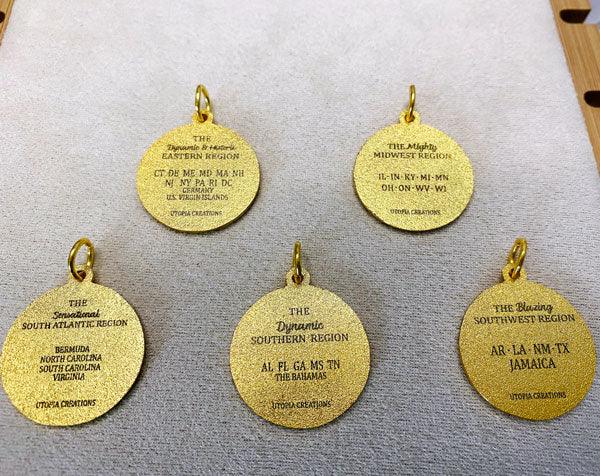 THE
Dynamic & Historic
EASTERN REGION
CT DE ME MD MA NH
NJ NY PA RI DC
GERMANY
U.S. VIRGIN ISLANDS
UTOPIA CREATIONS
THE Mighty
MIDWEST REGION
IL·IN·KY·MI·MN
OH·ON·WV·WI
UTOPIA CREATIONS
THE
Sensational
SOUTH ATLANTIC REGION
BERMUDA
NORTH CAROLINA
SOUTH CAROLINA
VIRGINIA
UTOPIA CREATIONS
THE
Dynamic
SOUTHERN REGION
AL FL GA MS TN
THE BAHAMAS
UTOPIA CREATIONS
THE Blazing
SOUTHWEST REGION
AR·LA·NM·TX
JAMAICA
UTOPIA CREATIONS